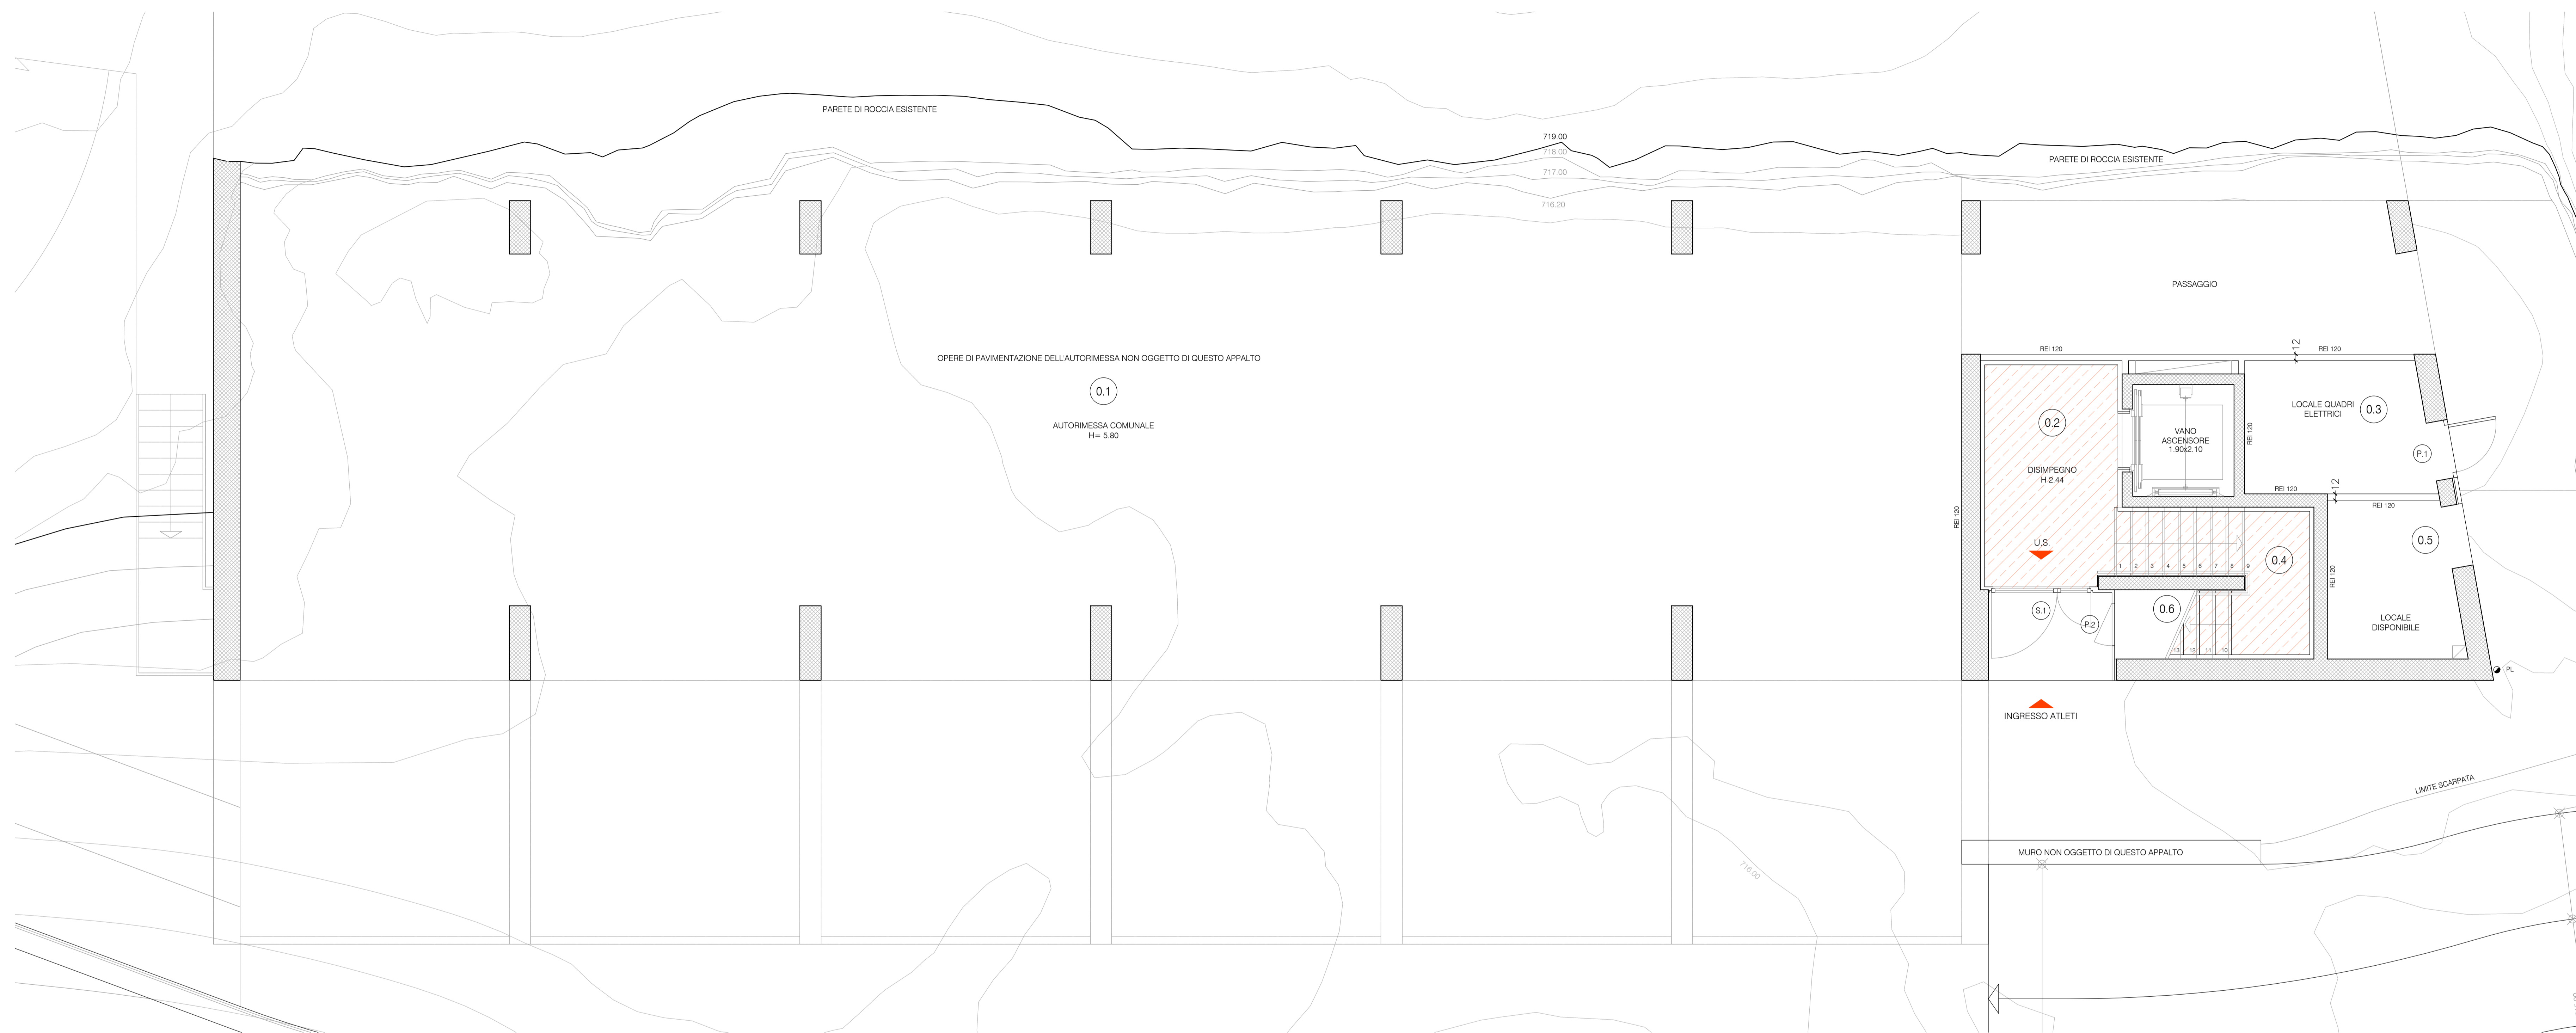 PARETE DI ROCCIA ESISTENTE
719.00
718.00
717.00
716.20
PARETE DI ROCCIA ESISTENTE
PASSAGGIO
OPERE DI PAVIMENTAZIONE DELL'AUTORIMESSA NON OGGETTO DI QUESTO APPALTO
0.1
AUTORIMESSA COMUNALE
H= 5.80
REI 120
12
REI 120
0.2
DISIMPEGNO
H 2.44
VANO
ASCENSORE
1.90x2.10
REI 120
LOCALE QUADRI
ELETTRICI
0.3
P.1
REI 120
12
REI 120
REI 120
U.S.
1 2 3 4 5 6 7 8 9
0.4
0.5
REI 120
S.1
P.2
0.6
13 12 11 10
LOCALE
DISPONIBILE
PL
INGRESSO ATLETI
LIMITE SCARPATA
MURO NON OGGETTO DI QUESTO APPALTO
716.00